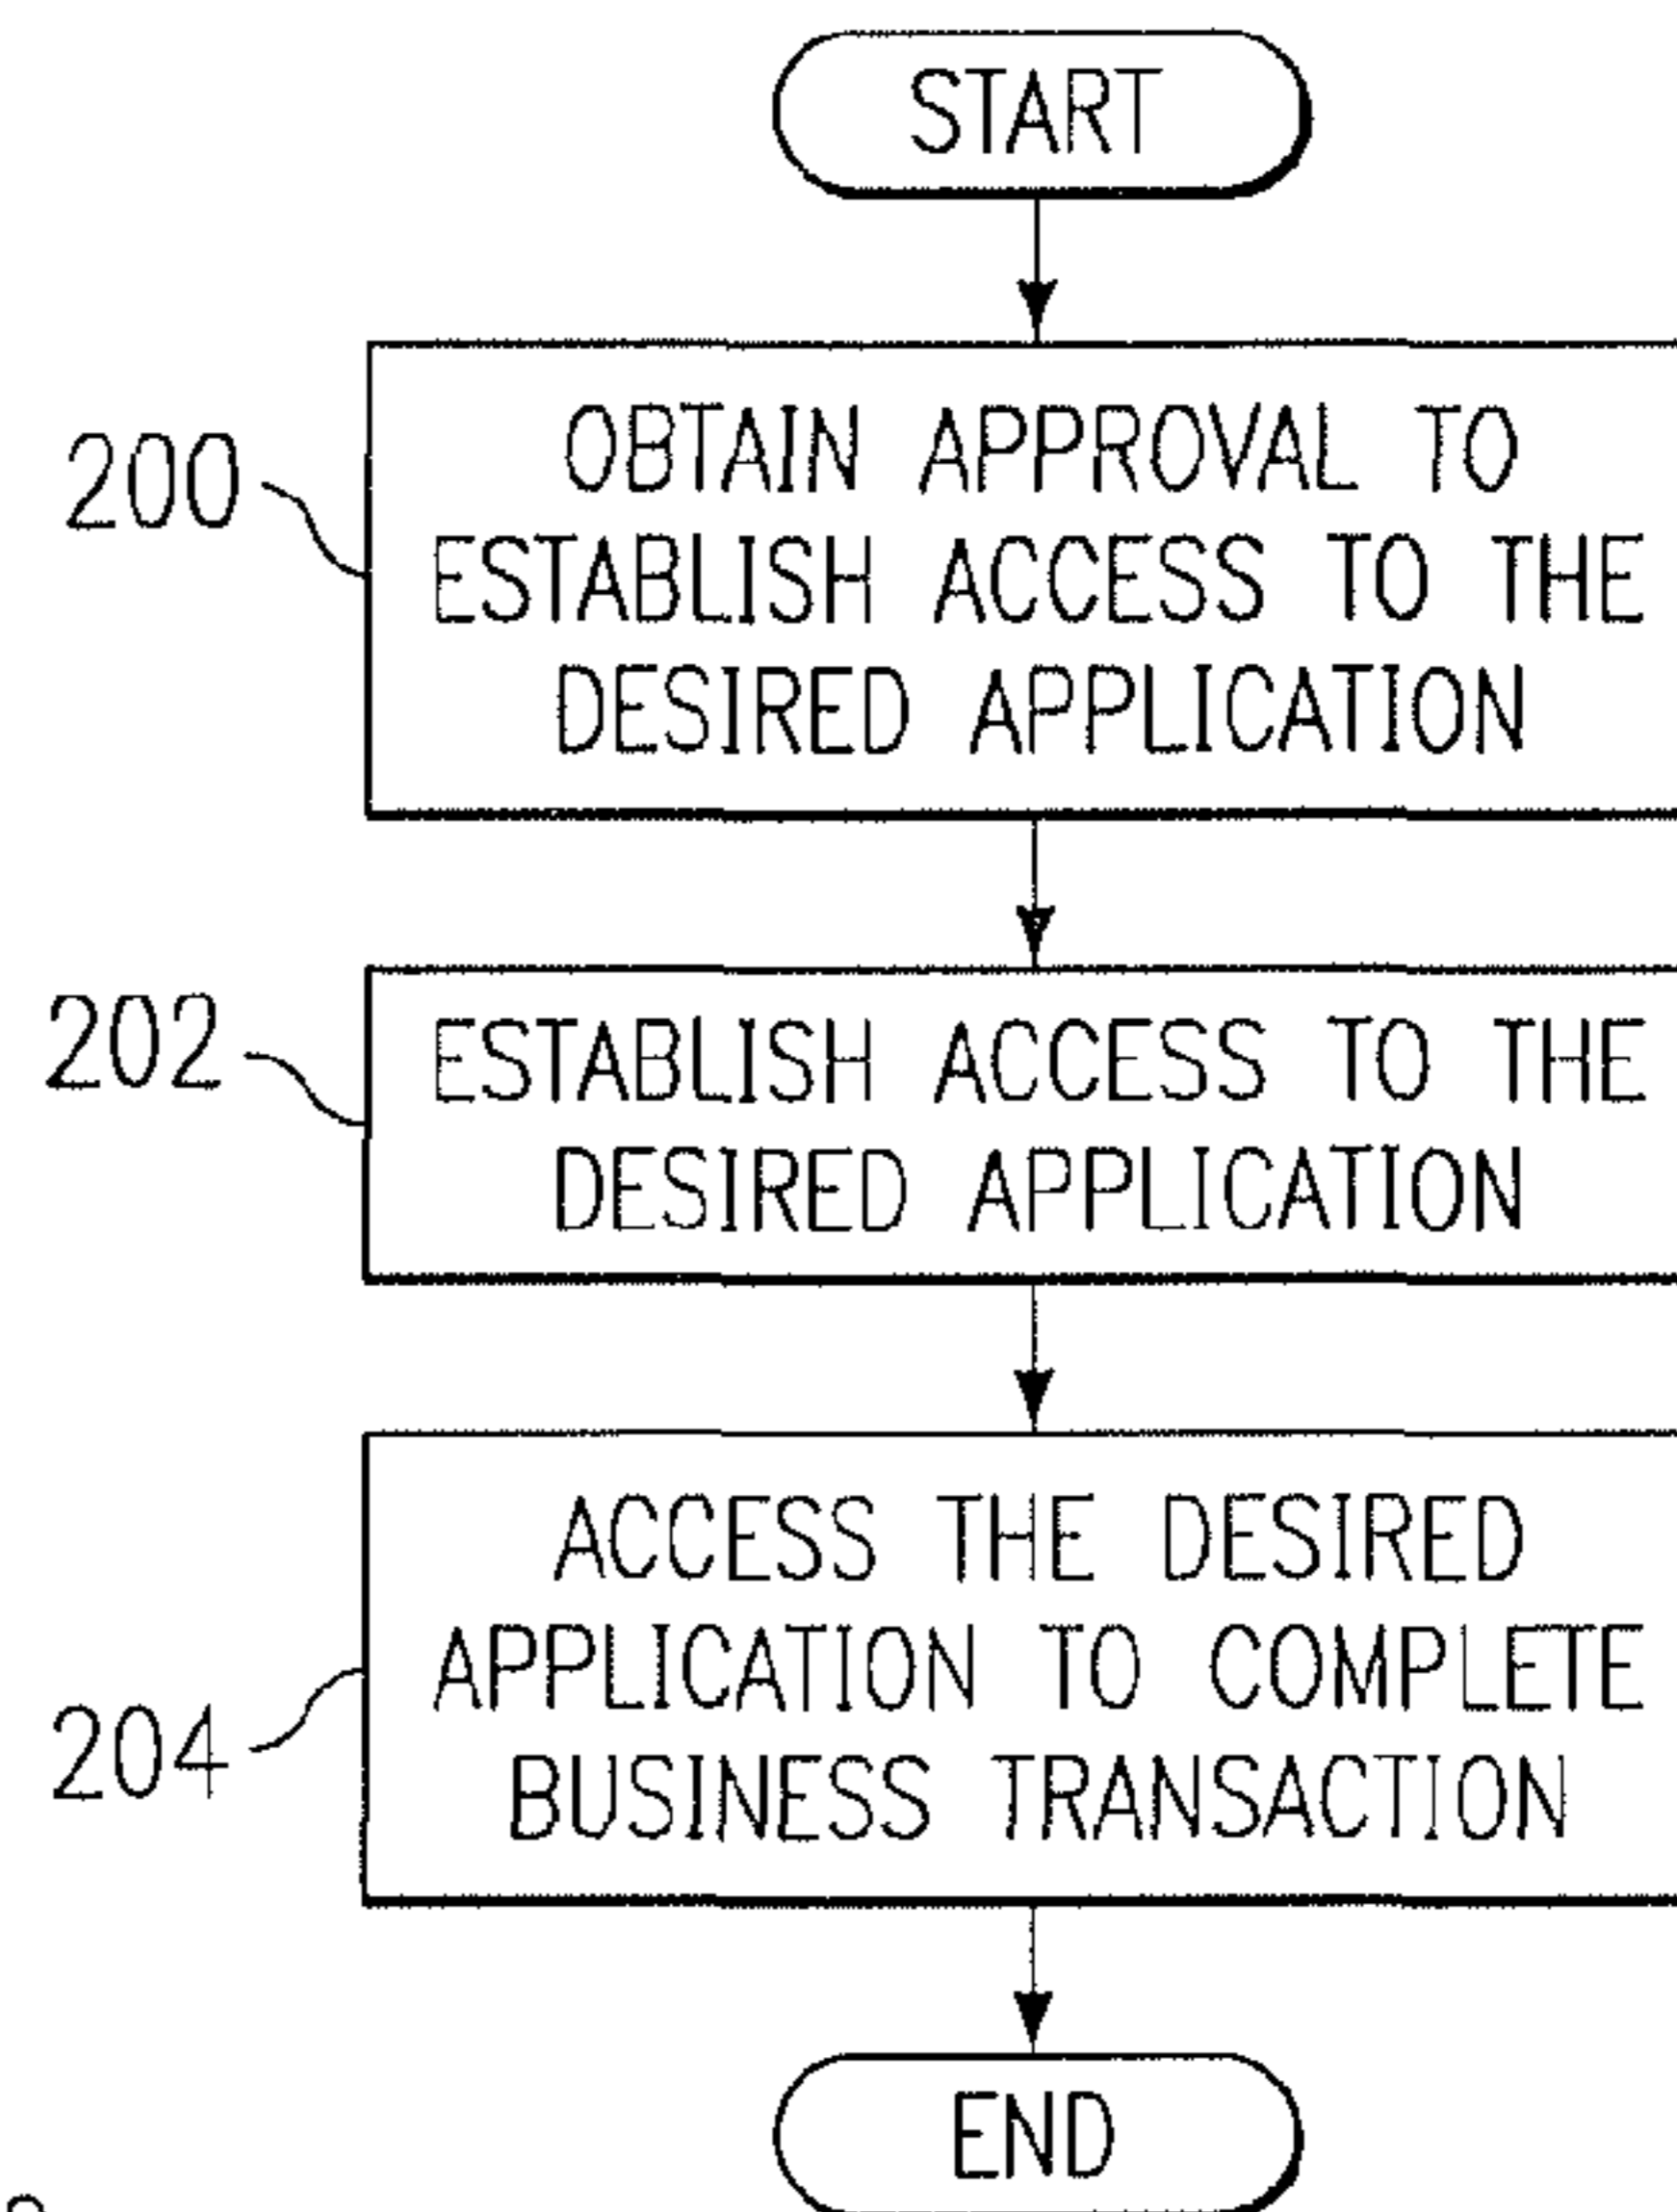 START
200
OBTAIN APPROVAL TO
ESTABLISH ACCESS TO THE
DESIRED APPLICATION
202
ESTABLISH ACCESS TO THE
DESIRED APPLICATION
204
ACCESS THE DESIRED
APPLICATION TO COMPLETE
BUSINESS TRANSACTION
END